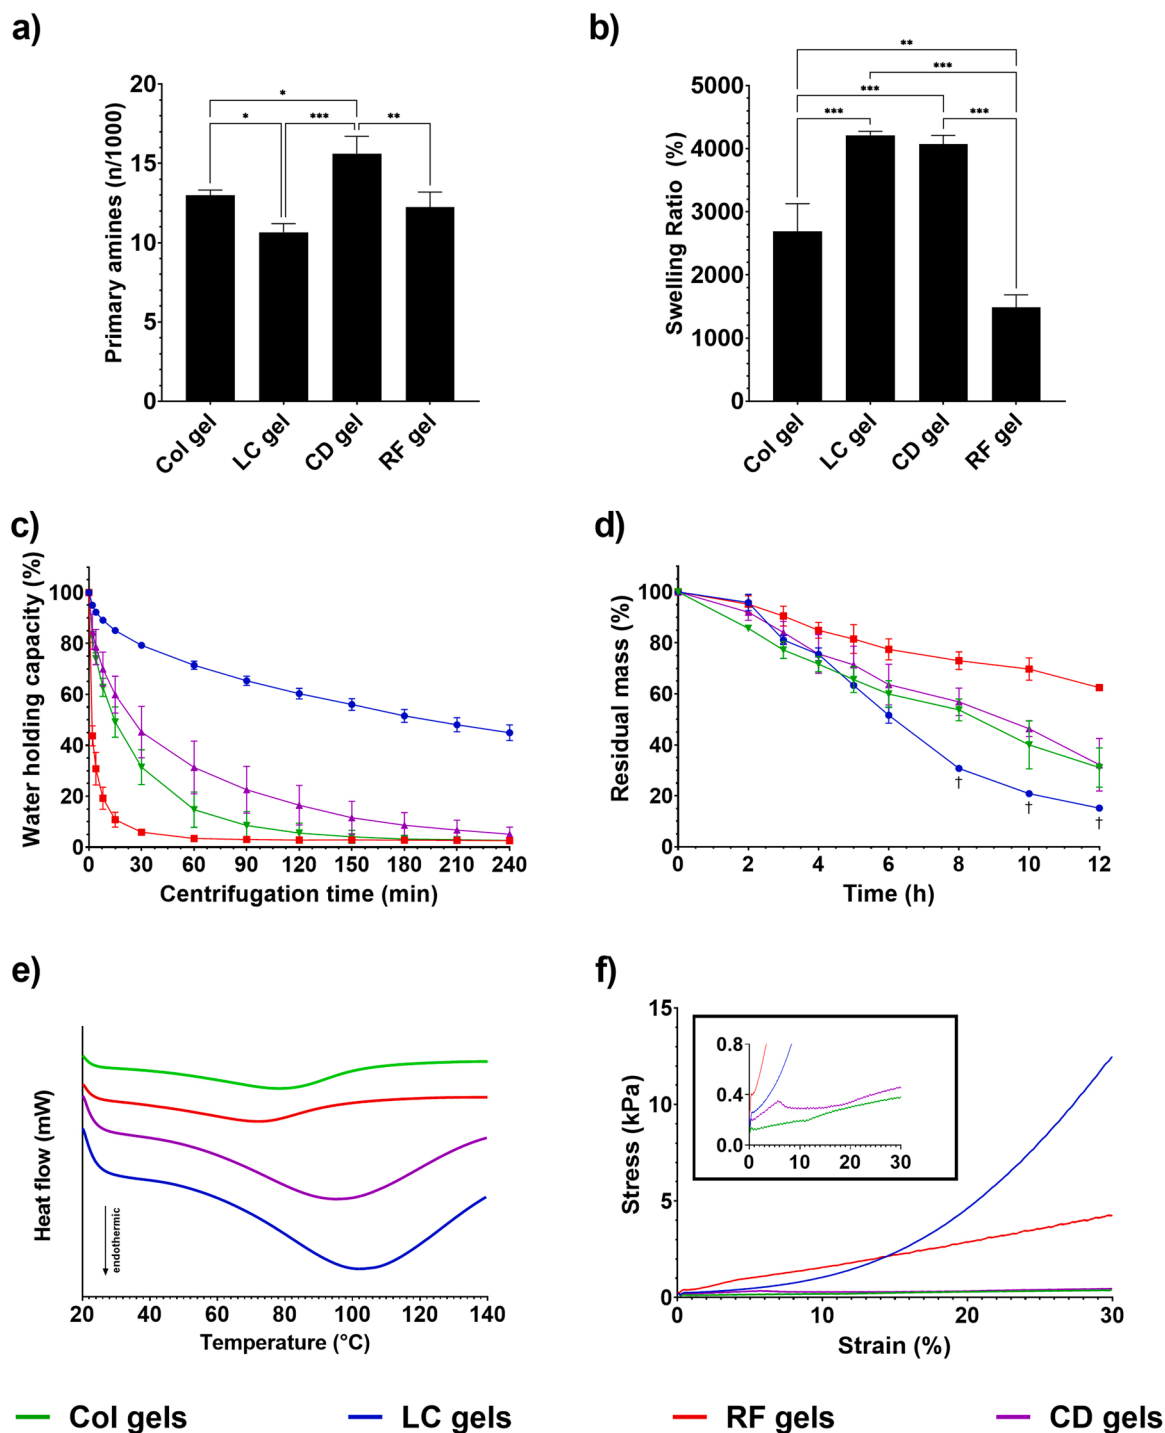 a)
b)
Primary amines (n/1000)
20
15
10
5
0
*
*
***
**
Col gel
LC gel
CD gel
RF gel
Swelling Ratio (%)
5000
4000
3000
2000
1000
0
**
***
***
***
***
Col gel
LC gel
CD gel
RF gel
c)
d)
Water holding capacity (%)
100
80
60
40
20
0
0 30 60 90 120 150 180 210 240
Centrifugation time (min)
Residual mass (%)
100
80
60
40
20
0
† † †
0 2 4 6 8 10 12
Time (h)
e)
f)
Heat flow (mW)
endothermic
20 40 60 80 100 120 140
Temperature (°C)
Stress (kPa)
15
10
5
0
0.8
0.4
0.0
0 10 20 30
0 10 20 30
Strain (%)
Col gels LC gels RF gels CD gels